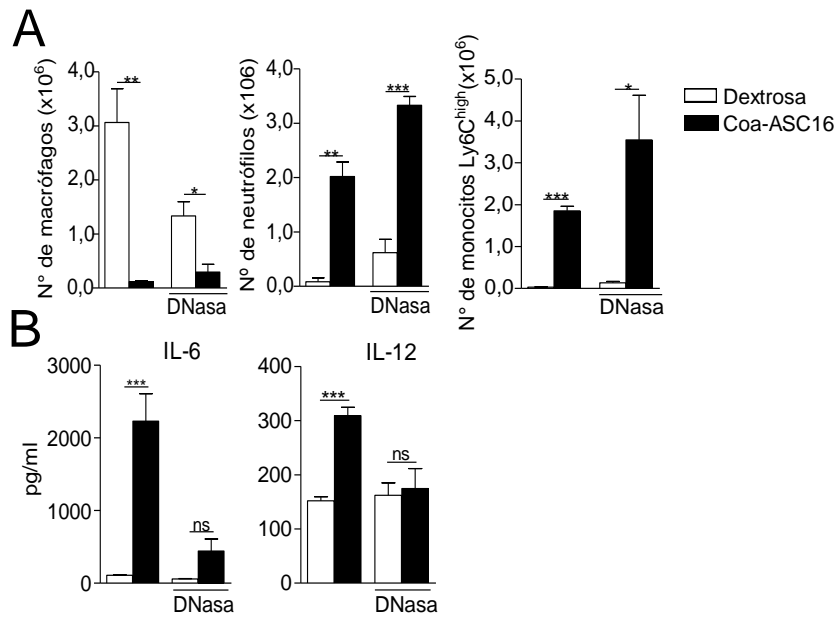 A
N° de macrófagos (x10⁶)
4,0
3,0
2,0
1,0
0,0
**
*
DNasa
Nº de neutrófilos (x106)
4,0
3,0
2,0
1,0
0,0
**
***
DNasa
N° de monocitos Ly6C^high (x10⁶)
5,0
4,0
3,0
2,0
1,0
0,0
***
*
DNasa
Dextrosa
Coa-ASC16
B
IL-6
pg/ml
3000
2000
1000
0
***
ns
DNasa
IL-12
400
300
200
100
0
***
ns
DNasa